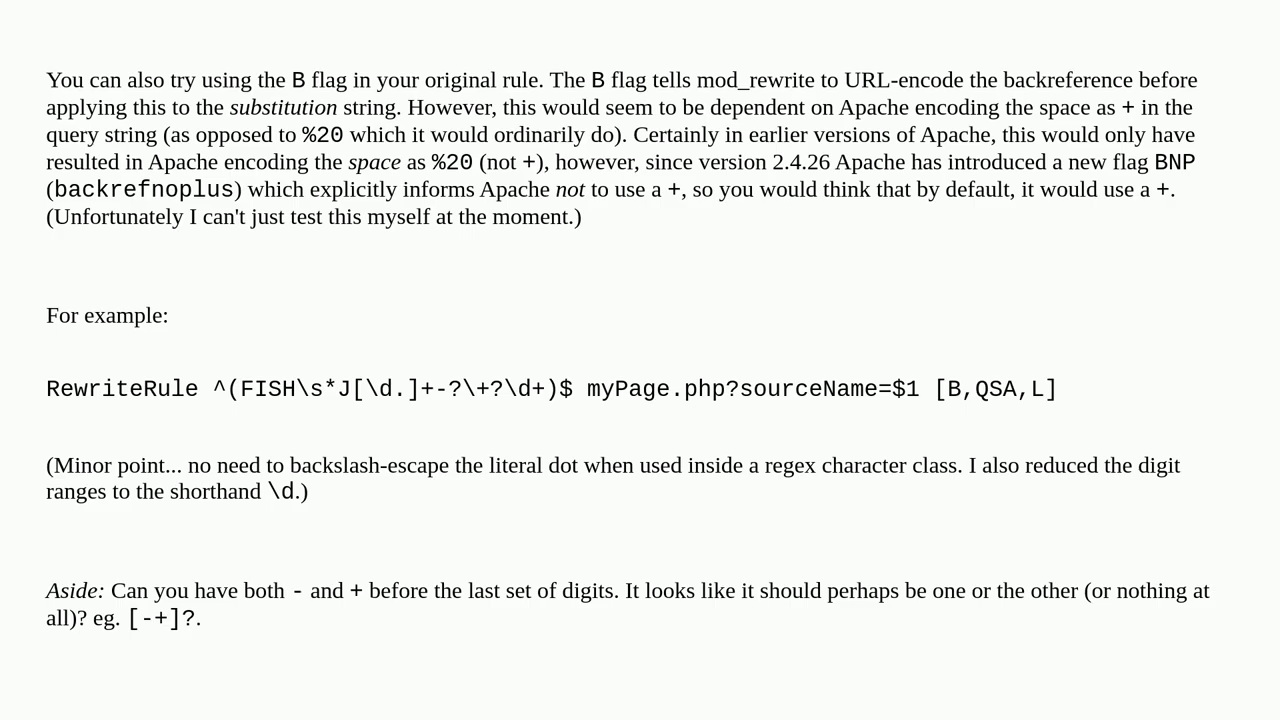 You can also try using the B flag in your original rule. The B flag tells mod_rewrite to URL-encode the backreference before
applying this to the substitution string. However, this would seem to be dependent on Apache encoding the space as + in the
query string (as opposed to %20 which it would ordinarily do). Certainly in earlier versions of Apache, this would only have
resulted in Apache encoding the space as %20 (not +), however, since version 2.4.26 Apache has introduced a new flag BNP
(backrefnoplus) which explicitly informs Apache not to use a +, so you would think that by default, it would use a +.
(Unfortunately I can't just test this myself at the moment.)
For example:
RewriteRule ^(FISH\s*J[\d.]+-?\+?\d+)$ myPage.php?sourceName=$1 [B,QSA,L]
(Minor point... no need to backslash-escape the literal dot when used inside a regex character class. I also reduced the digit
ranges to the shorthand \d.)
Aside: Can you have both - and + before the last set of digits. It looks like it should perhaps be one or the other (or nothing at
all)? eg. [-+]?.